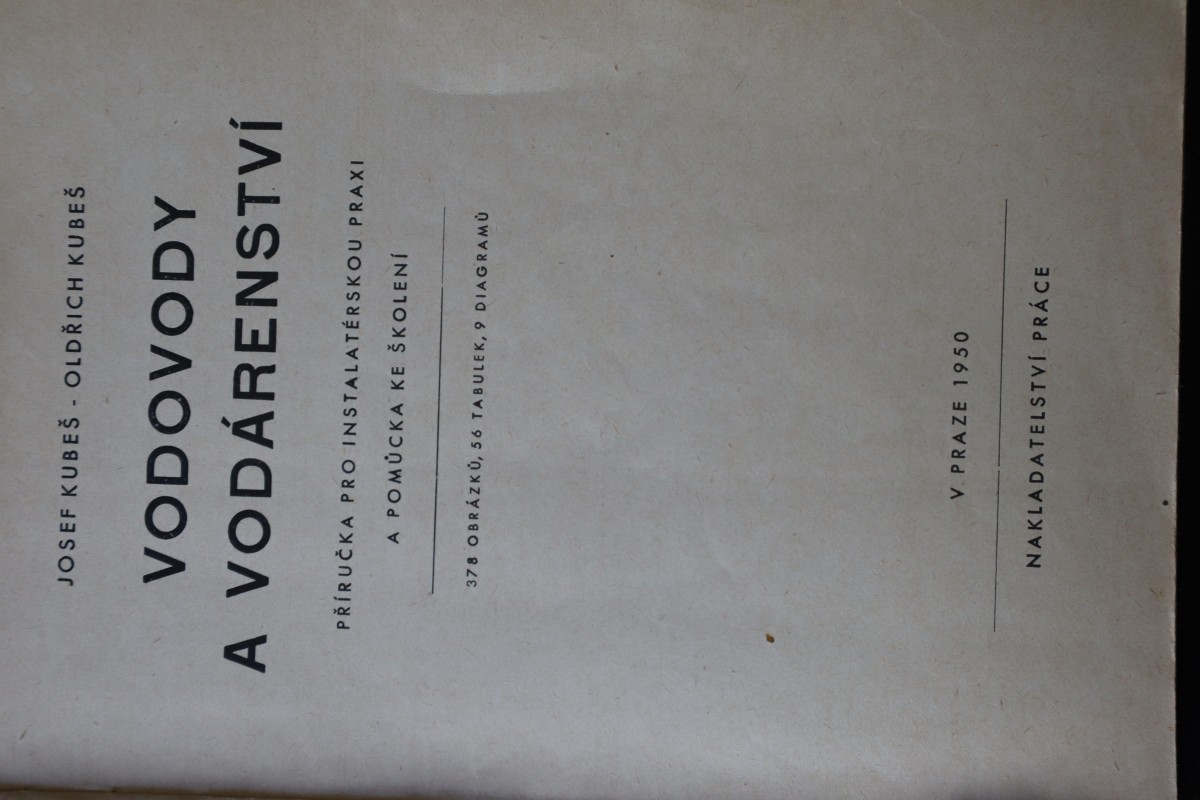 JOSEF KUBEŠ - OLDŘICH KUBEŠ
VODOVODY
A VODÁRENSTVÍ
PŘÍRUČKA PRO INSTALATÉRSKOU PRAXI
A POMŮCKA KE ŠKOLENÍ
378 OBRÁZKŮ, 56 TABULEK, 9 DIAGRAMŮ
V PRAZE 1950
NAKLADATELSTVÍ PRÁCE